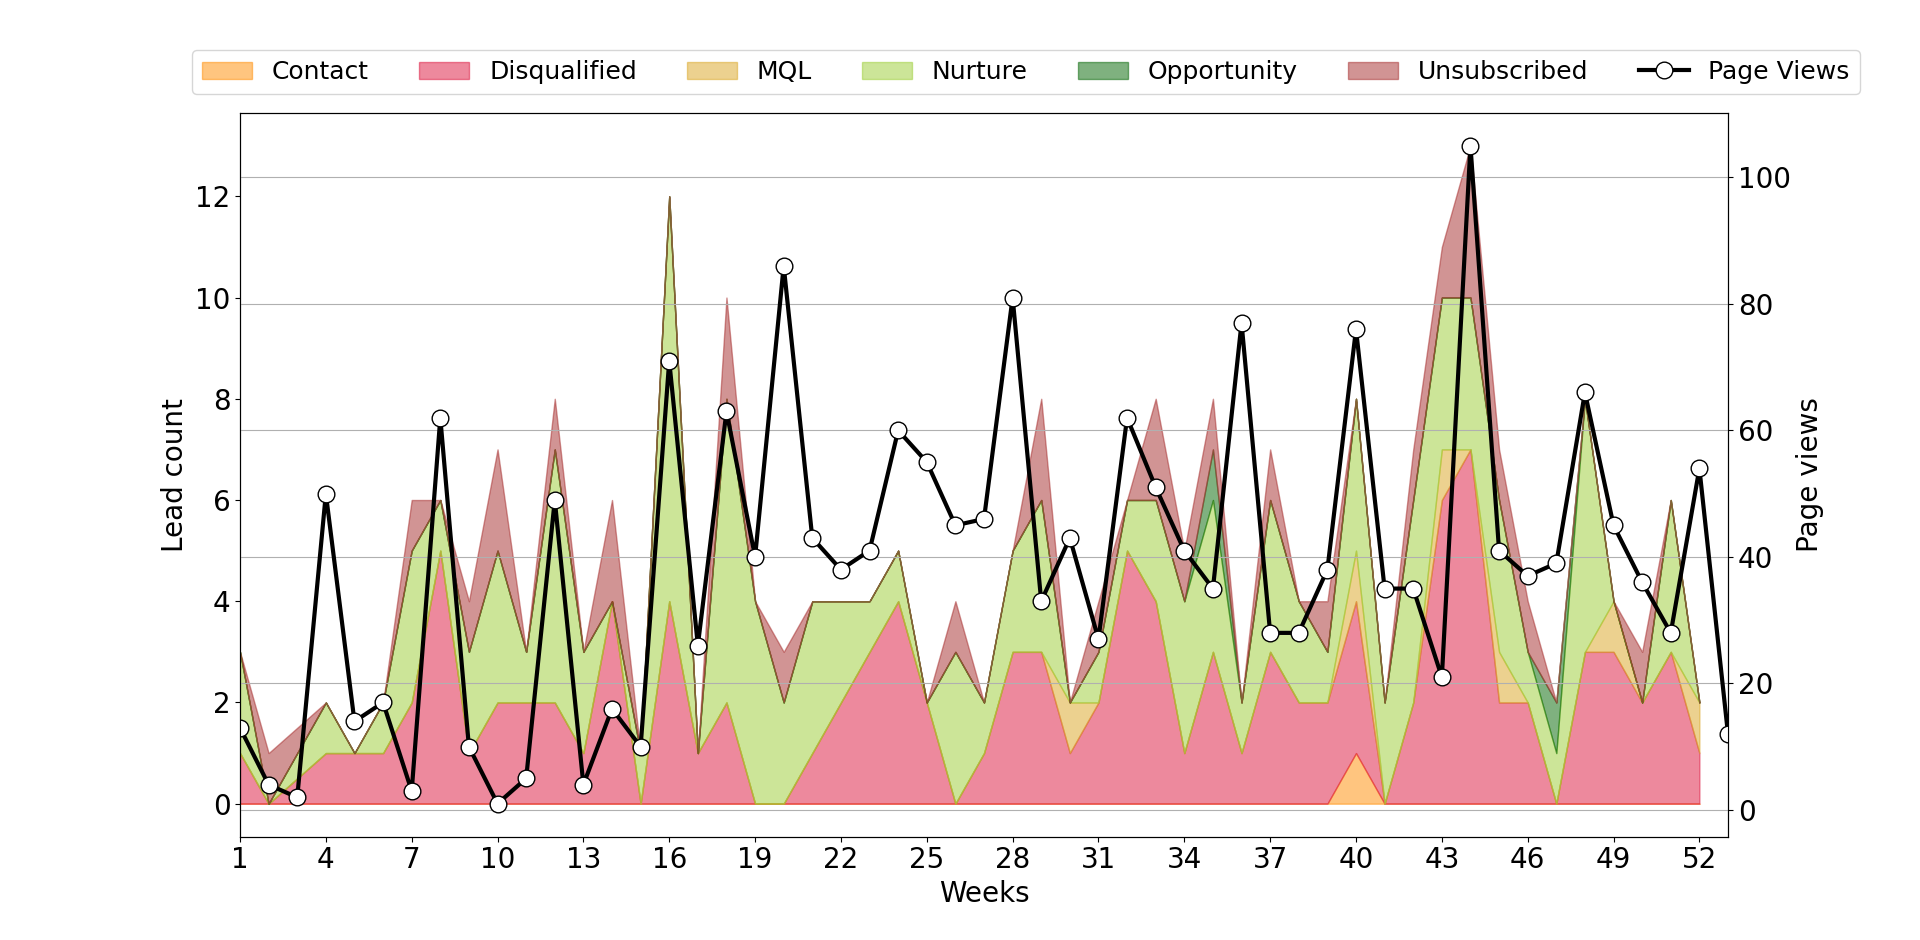 Contact Disqualified MQL Nurture Opportunity Unsubscribed Page Views
12
10
8
6
4
2
0
Lead count
100
80
60
40
20
0
Page views
1 4 7 10 13 16 19 22 25 28 31 34 37 40 43 46 49 52
Weeks